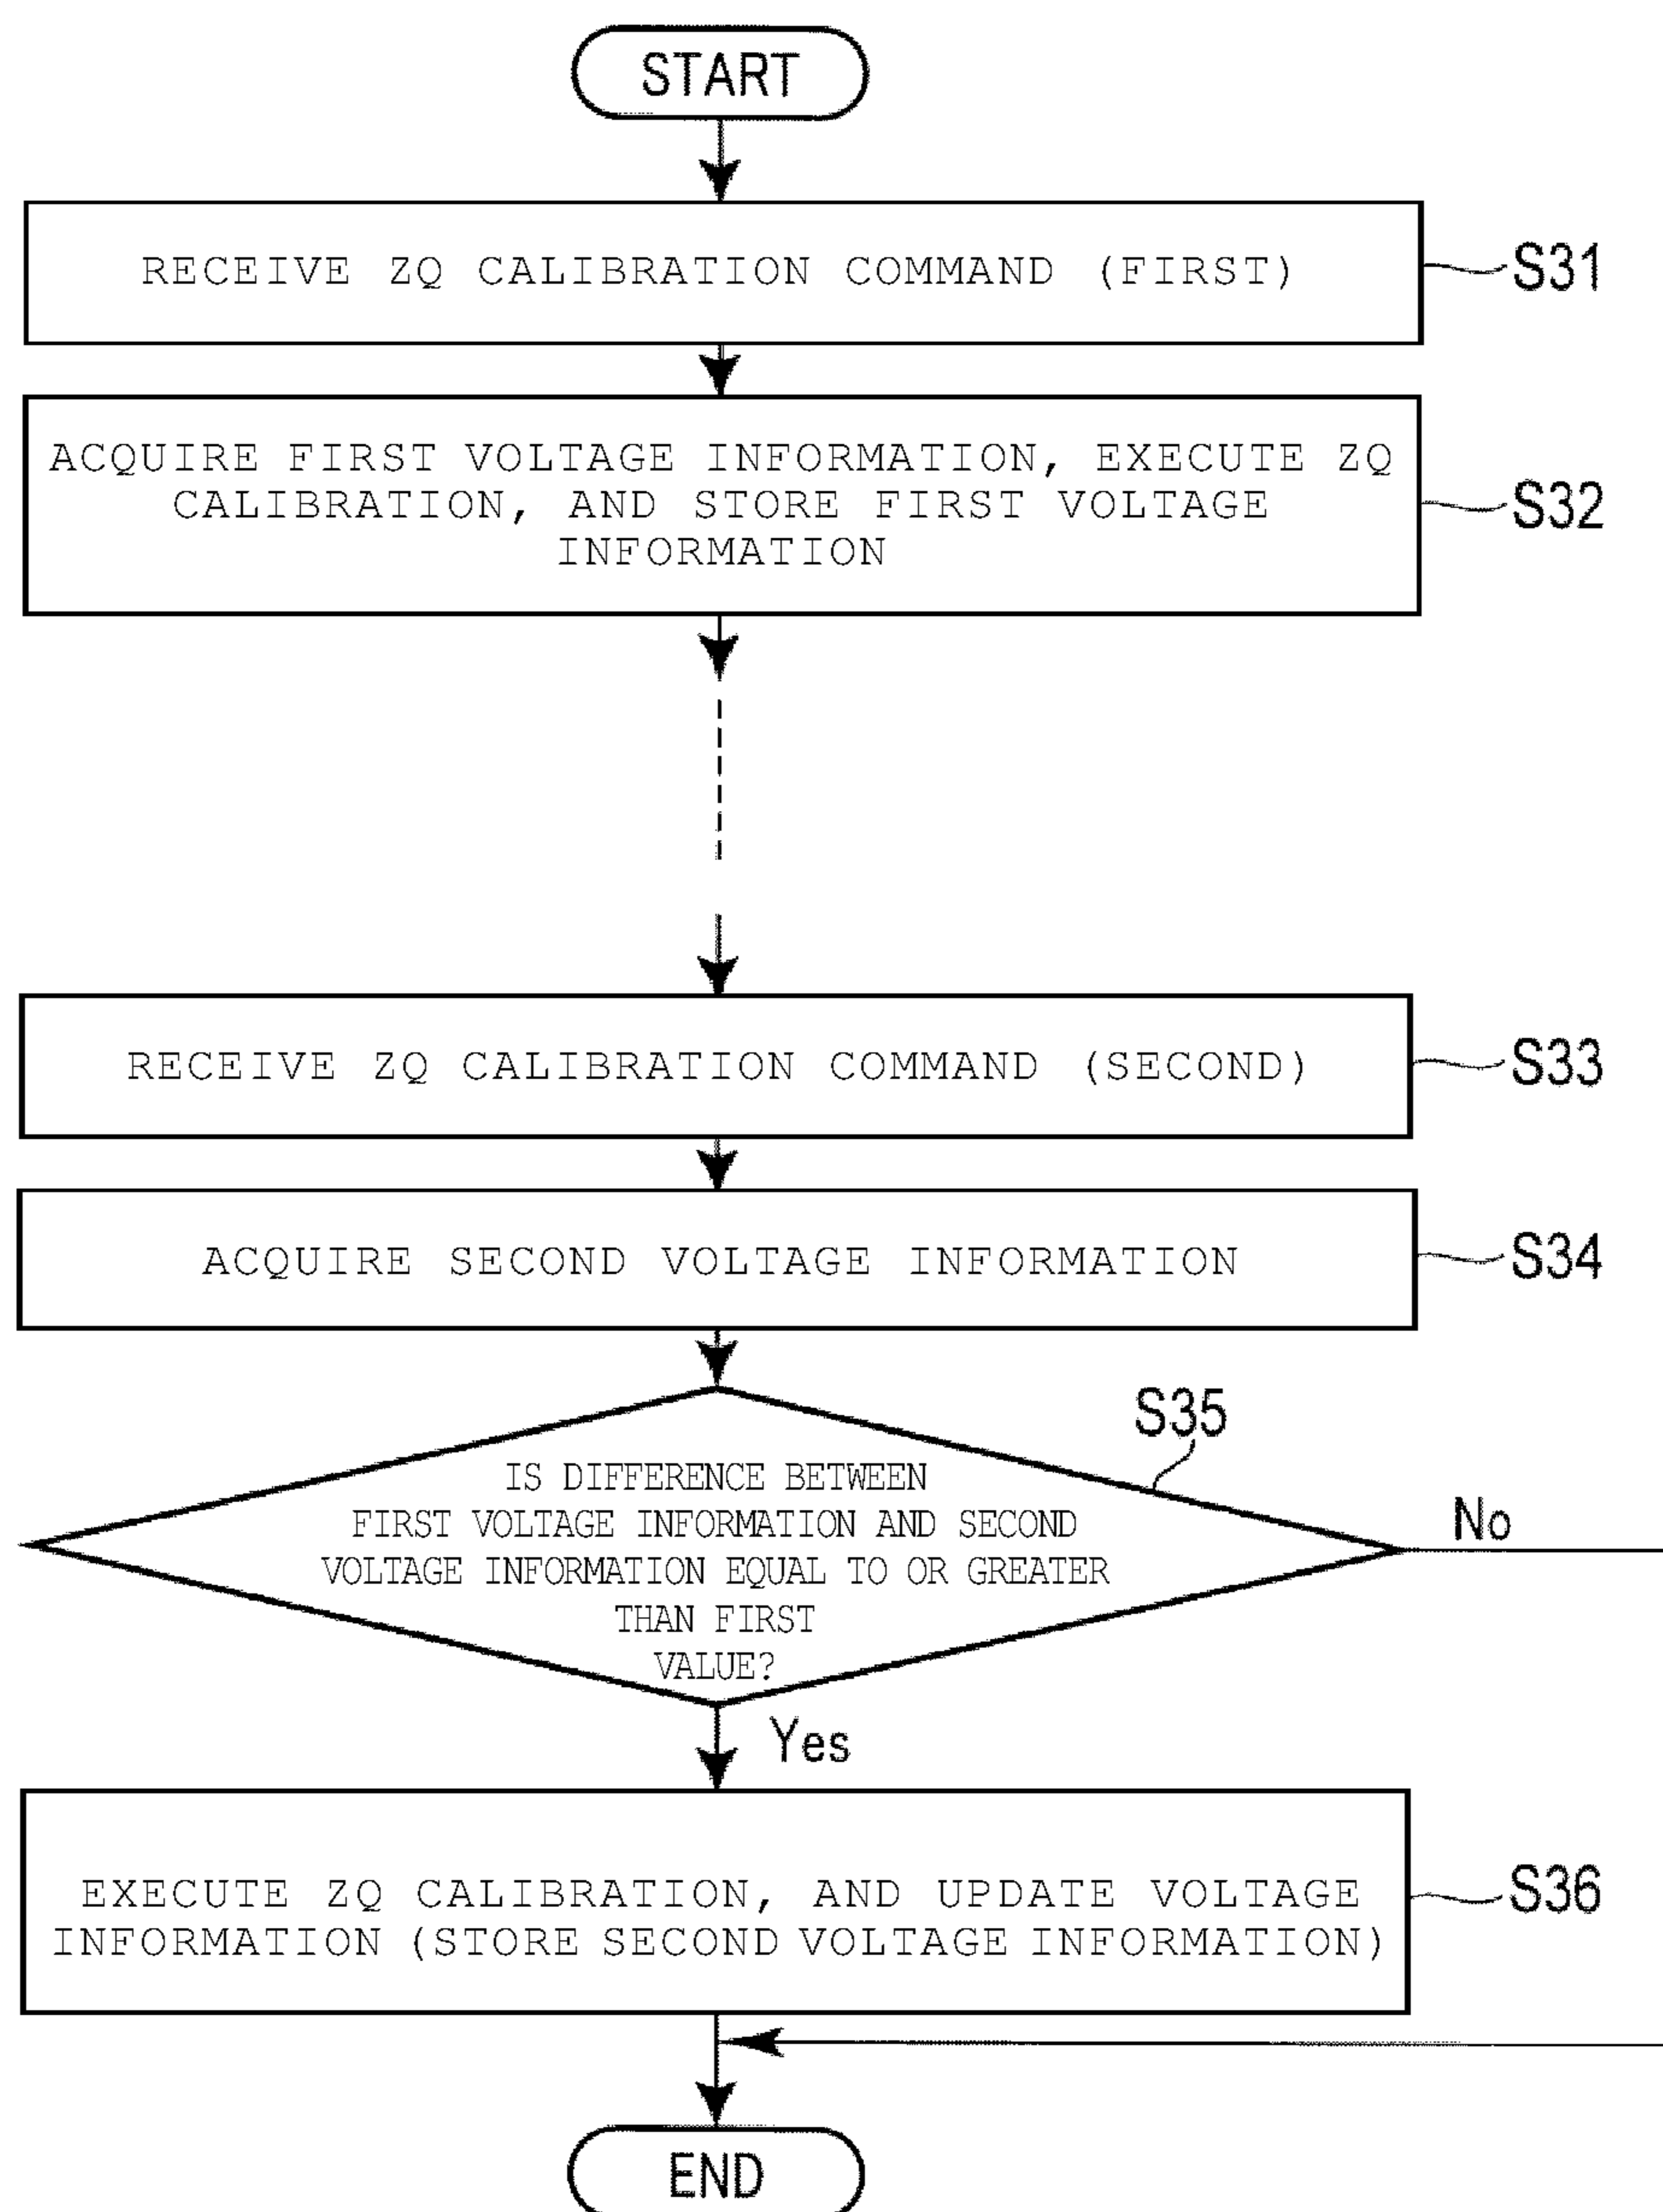 START
RECEIVE ZQ CALIBRATION COMMAND (FIRST)
S31
ACQUIRE FIRST VOLTAGE INFORMATION, EXECUTE ZQ
CALIBRATION, AND STORE FIRST VOLTAGE
INFORMATION
S32
RECEIVE ZQ CALIBRATION COMMAND (SECOND)
S33
ACQUIRE SECOND VOLTAGE INFORMATION
S34
S35
IS DIFFERENCE BETWEEN
FIRST VOLTAGE INFORMATION AND SECOND
VOLTAGE INFORMATION EQUAL TO OR GREATER
THAN FIRST
VALUE?
No
Yes
EXECUTE ZQ CALIBRATION, AND UPDATE VOLTAGE
INFORMATION (STORE SECOND VOLTAGE INFORMATION)
S36
END